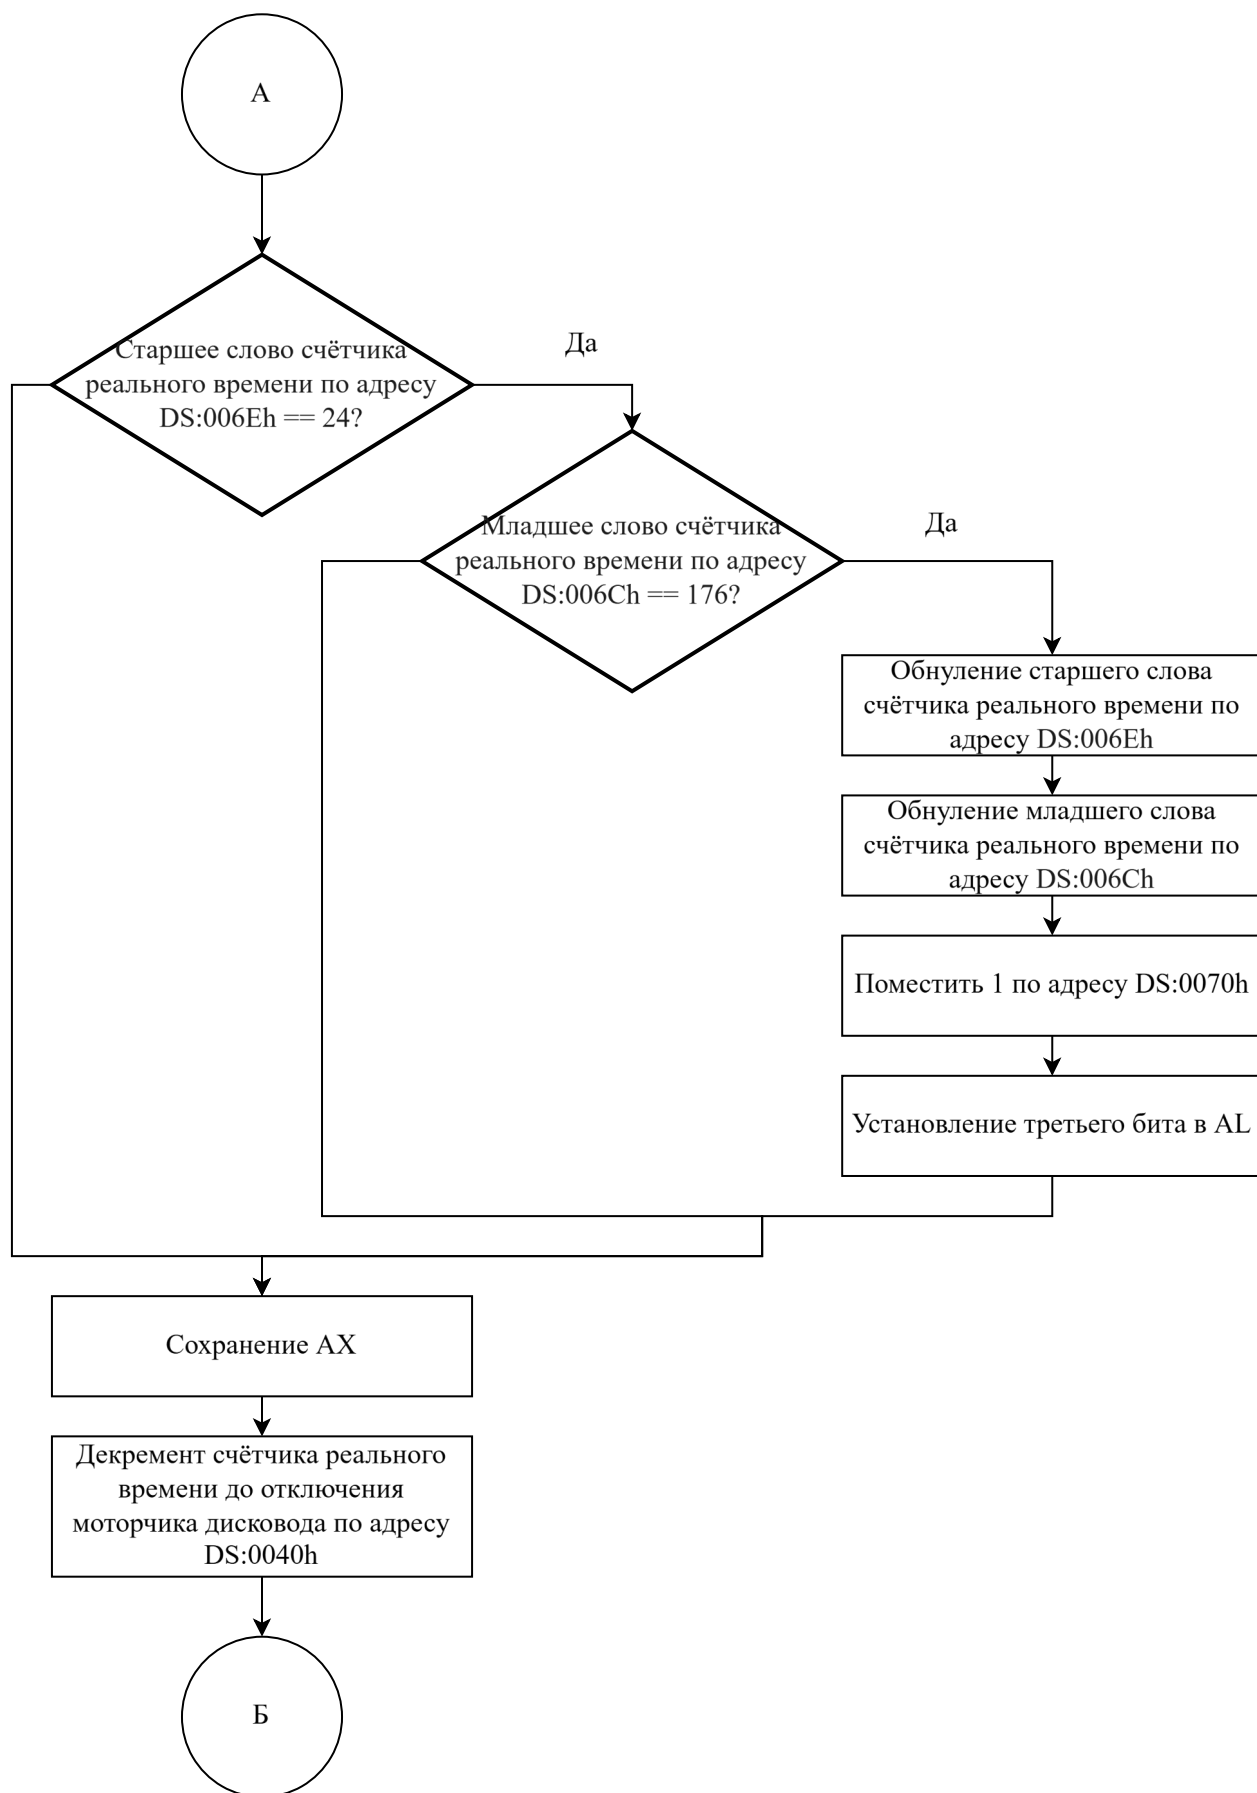 А
Старшее слово счётчика
реального времени по адресу
DS:006Eh == 24?
Да
Младшее слово счётчика
реального времени по адресу
DS:006Ch == 176?
Да
Обнуление старшего слова
счётчика реального времени по
адресу DS:006Eh
Обнуление младшего слова
счётчика реального времени по
адресу DS:006Ch
Поместить 1 по адресу DS:0070h
Установление третьего бита в AL
Сохранение AX
Декремент счётчика реального
времени до отключения
моторчика дисковода по адресу
DS:0040h
Б